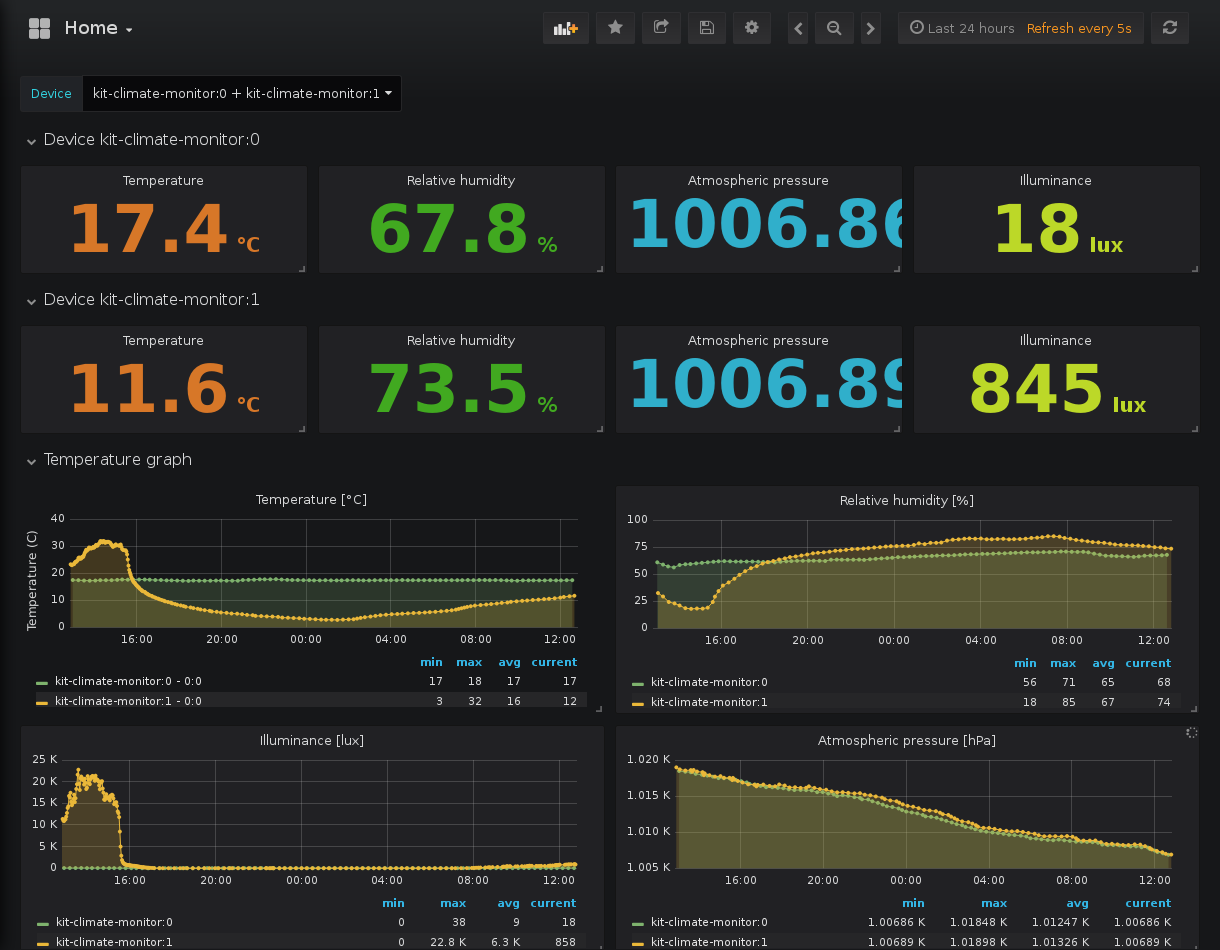 Home
Last 24 hours Refresh every 5s
Device kit-climate-monitor:0 + kit-climate-monitor:1
Device kit-climate-monitor:0
Temperature Relative humidity Atmospheric pressure Illuminance
17.4 °C 67.8 % 1006.86 18 lux
Device kit-climate-monitor:1
Temperature Relative humidity Atmospheric pressure Illuminance
11.6 °C 73.5 % 1006.89 845 lux
Temperature graph
Temperature [°C]
Temperature (C)
40
30
20
10
0
16:00 20:00 00:00 04:00 08:00 12:00
min max avg current
kit-climate-monitor:0 - 0:0 17 18 17 17
kit-climate-monitor:1 - 0:0 3 32 16 12
Relative humidity [%]
100
75
50
25
0
16:00 20:00 00:00 04:00 08:00 12:00
min max avg current
kit-climate-monitor:0 56 71 65 68
kit-climate-monitor:1 18 85 67 74
Illuminance [lux]
25 K
20 K
15 K
10 K
5 K
0
16:00 20:00 00:00 04:00 08:00 12:00
min max avg current
kit-climate-monitor:0 0 38 9 18
kit-climate-monitor:1 0 22.8 K 6.3 K 858
Atmospheric pressure [hPa]
1.020 K
1.015 K
1.010 K
1.005 K
16:00 20:00 00:00 04:00 08:00 12:00
min max avg current
kit-climate-monitor:0 1.00686 K 1.01848 K 1.01247 K 1.00686 K
kit-climate-monitor:1 1.00689 K 1.01898 K 1.01326 K 1.00689 K